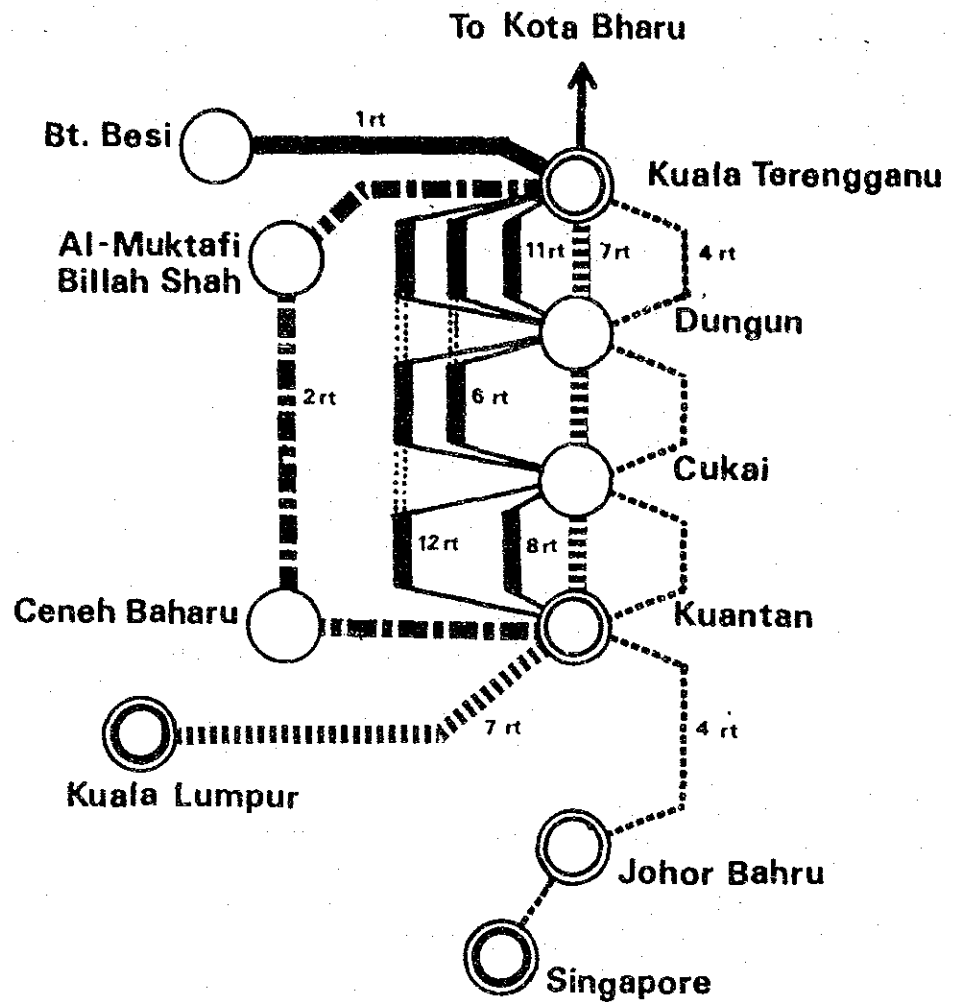 To Kota Bharu
1 rt
Bt. Besi
Kuala Terengganu
Al-Muktafi
Billah Shah
11 rt
7 rt
4 rt
Dungun
2 rt
6 rt
Cukai
12 rt
8 rt
Ceneh Baharu
Kuantan
7 rt
4 rt
Kuala Lumpur
Johor Bahru
Singapore